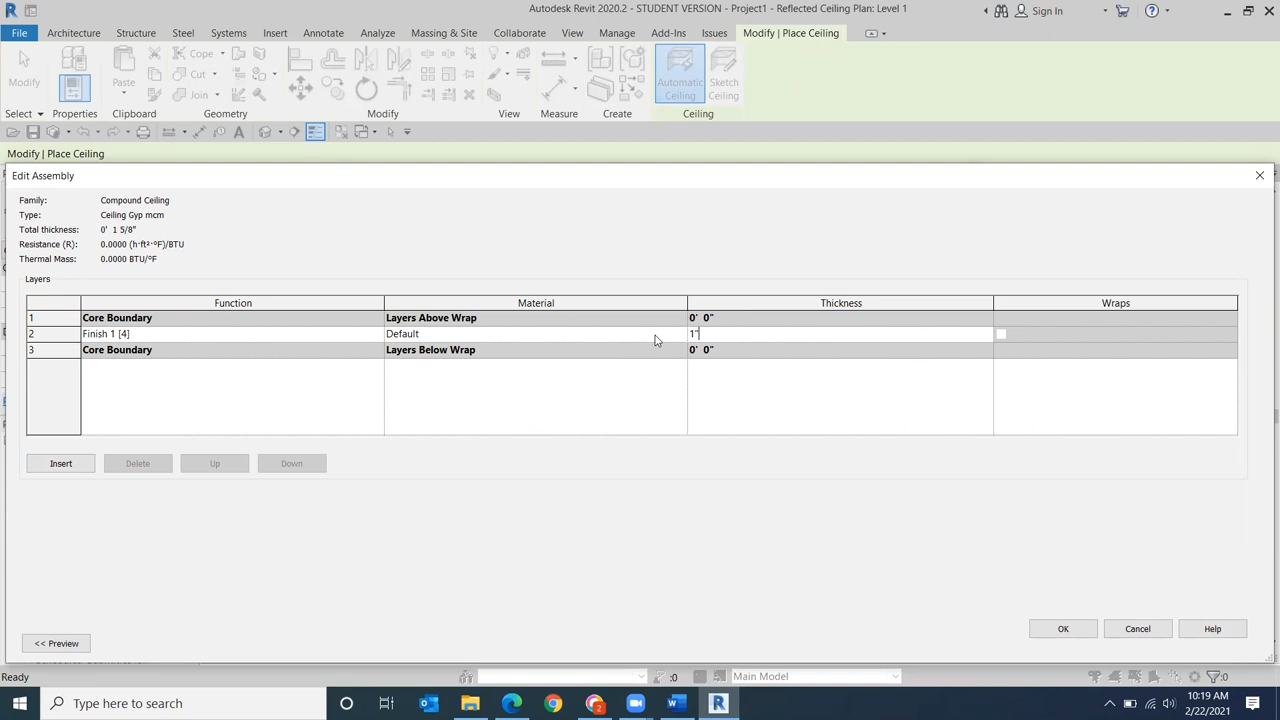 Autodesk Revit 2020.2 - STUDENT VERSION - Project1 - Reflected Ceiling Plan: Level 1
Sign In
File Architecture Structure Steel Systems Insert Annotate Analyze Massing & Site Collaborate View Manage Add-Ins Issues Modify | Place Ceiling
Modify Paste Cope Cut Join Automatic Ceiling Sketch Ceiling
Select Properties Clipboard Geometry Modify View Measure Create Ceiling
Modify | Place Ceiling
Edit Assembly
Family: Compound Ceiling
Type: Ceiling Gyp mcm
Total thickness: 0' 1 5/8"
Resistance (R): 0.0000 (h·ft²·°F)/BTU
Thermal Mass: 0.0000 BTU/°F
Layers
Function Material Thickness Wraps
1 Core Boundary Layers Above Wrap 0' 0"
2 Finish 1 [4] Default 1"
3 Core Boundary Layers Below Wrap 0' 0"
Insert Delete Up Down
OK Cancel Help
<< Preview
Ready :0 Main Model :0
Type here to search
10:19 AM
2/22/2021